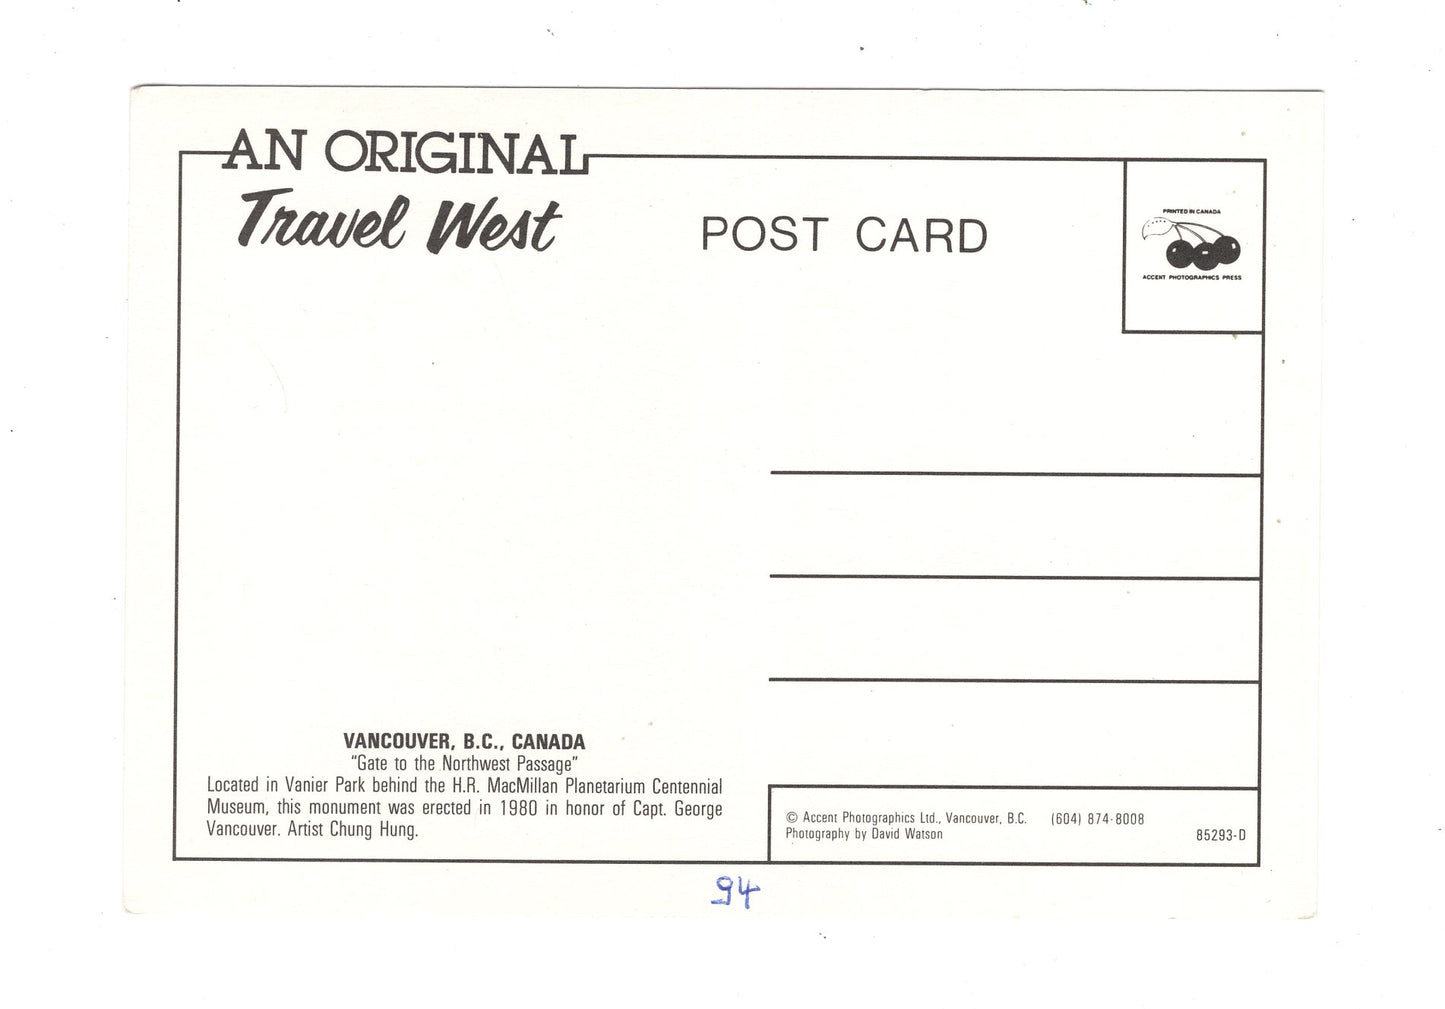 AN ORIGINAL
Travel West
POST CARD
PRINTED IN CANADA
ACCENT PHOTOGRAPHICS PRESS
VANCOUVER, B.C., CANADA
"Gate to the Northwest Passage"
Located in Vanier Park behind the H.R. MacMillan Planetarium Centennial
Museum, this monument was erected in 1980 in honor of Capt. George
Vancouver. Artist Chung Hung.
© Accent Photographics Ltd., Vancouver, B.C. (604) 874-8008
Photography by David Watson
85293-D
94